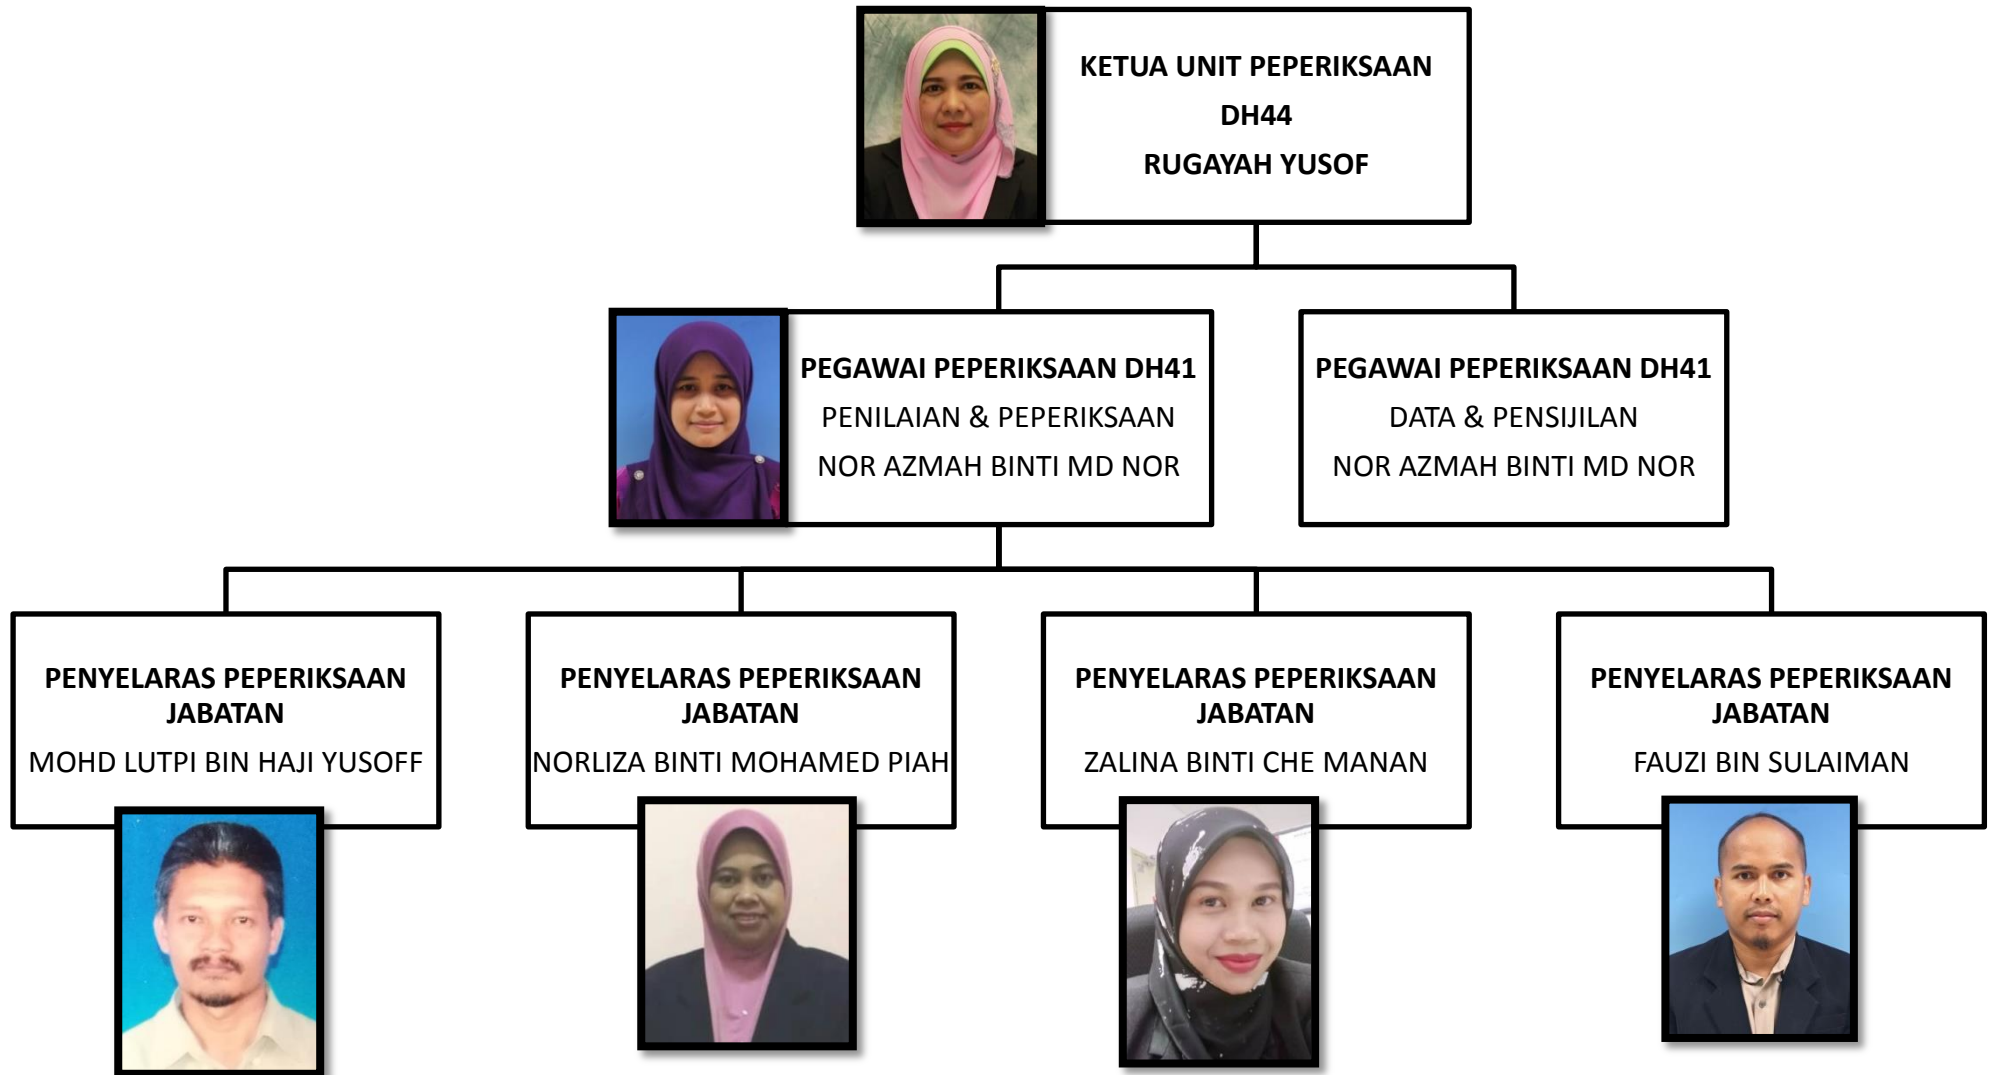 KETUA UNIT PEPERIKSAAN
DH44
RUGAYAH YUSOF
PEGAWAI PEPERIKSAAN DH41
PENILAIAN & PEPERIKSAAN
NOR AZMAH BINTI MD NOR
PEGAWAI PEPERIKSAAN DH41
DATA & PENSIJILAN
NOR AZMAH BINTI MD NOR
PENYELARAS PEPERIKSAAN
JABATAN
MOHD LUTPI BIN HAJI YUSOFF
PENYELARAS PEPERIKSAAN
JABATAN
NORLIZA BINTI MOHAMED PIAH
PENYELARAS PEPERIKSAAN
JABATAN
ZALINA BINTI CHE MANAN
PENYELARAS PEPERIKSAAN
JABATAN
FAUZI BIN SULAIMAN